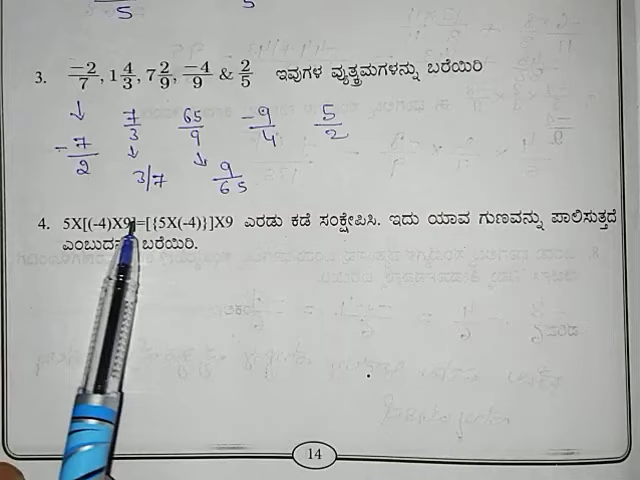 5 5
3. -2/7, 1 4/3, 7 2/9, -4/9 & 2/5 ಇವುಗಳ ವ್ಯುತ್ಕ್ರಮಗಳನ್ನು ಬರೆಯಿರಿ
↓ 7/3 65/9 -9/4 5/2
-7/2 ↓ ↘
3/7 9/65
4. 5X[(-4)X9]=[{5X(-4)}]X9 ಎರಡು ಕಡೆ ಸಂಕ್ಷೇಪಿಸಿ. ಇದು ಯಾವ ಗುಣವನ್ನು ಪಾಲಿಸುತ್ತದೆ
ಬರೆಯಿರಿ.
14